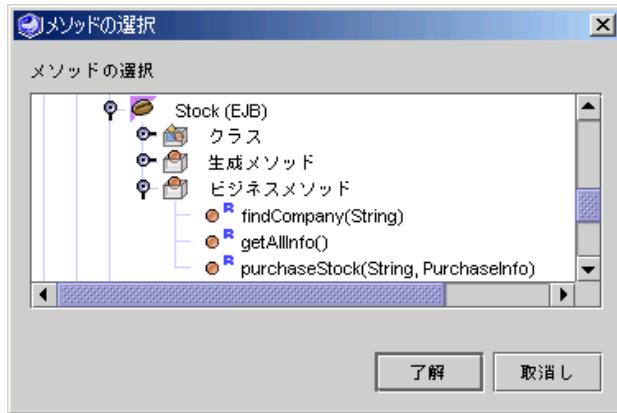 メソッドの選択
メソッドの選択
Stock (EJB)
クラス
生成メソッド
ビジネスメソッド
R findCompany(String)
R getAllInfo()
R purchaseStock(String, PurchaseInfo)
了解
取消し